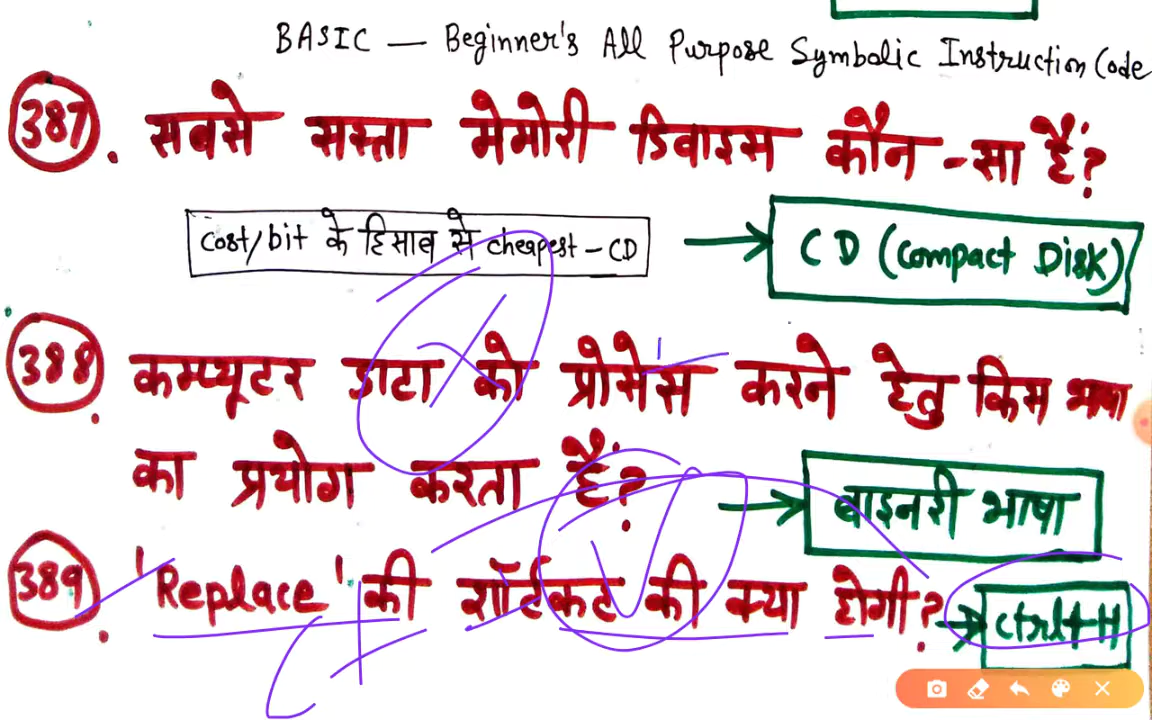 BASIC — Beginner's All Purpose Symbolic Instruction Code
387. सबसे सस्ता मेमोरी डिवाइस कौन-सा हैं?
cost/bit के हिसाब से cheapest - CD → CD (Compact Disk)
388. कम्प्यूटर डाटा को प्रोसेस करने हेतु किस भाषा
का प्रयोग करता हैं? → बाइनरी भाषा
389. 'Replace' की शॉर्टकट की क्या होगी? → ctrl+H